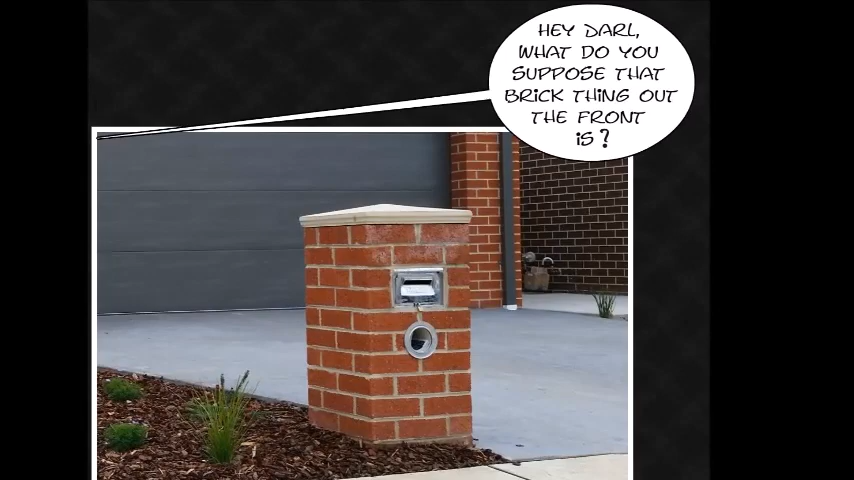 HEY DARL,
WHAT DO YOU
SUPPOSE THAT
BRICK THING OUT
THE FRONT
IS?